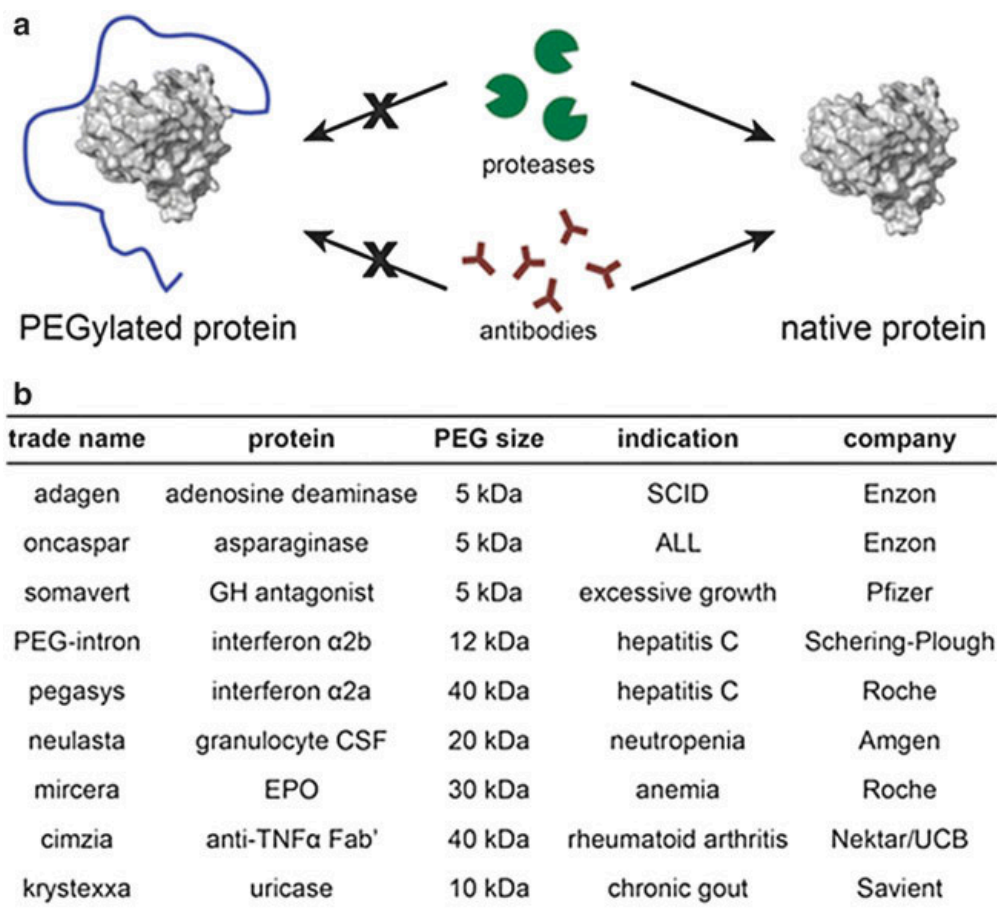 a
X
proteases
X
antibodies
PEGylated protein
native protein
b
trade name protein PEG size indication company
adagen adenosine deaminase 5 kDa SCID Enzon
oncaspar asparaginase 5 kDa ALL Enzon
somavert GH antagonist 5 kDa excessive growth Pfizer
PEG-intron interferon α2b 12 kDa hepatitis C Schering-Plough
pegasys interferon α2a 40 kDa hepatitis C Roche
neulasta granulocyte CSF 20 kDa neutropenia Amgen
mircera EPO 30 kDa anemia Roche
cimzia anti-TNFα Fab' 40 kDa rheumatoid arthritis Nektar/UCB
krystexxa uricase 10 kDa chronic gout Savient